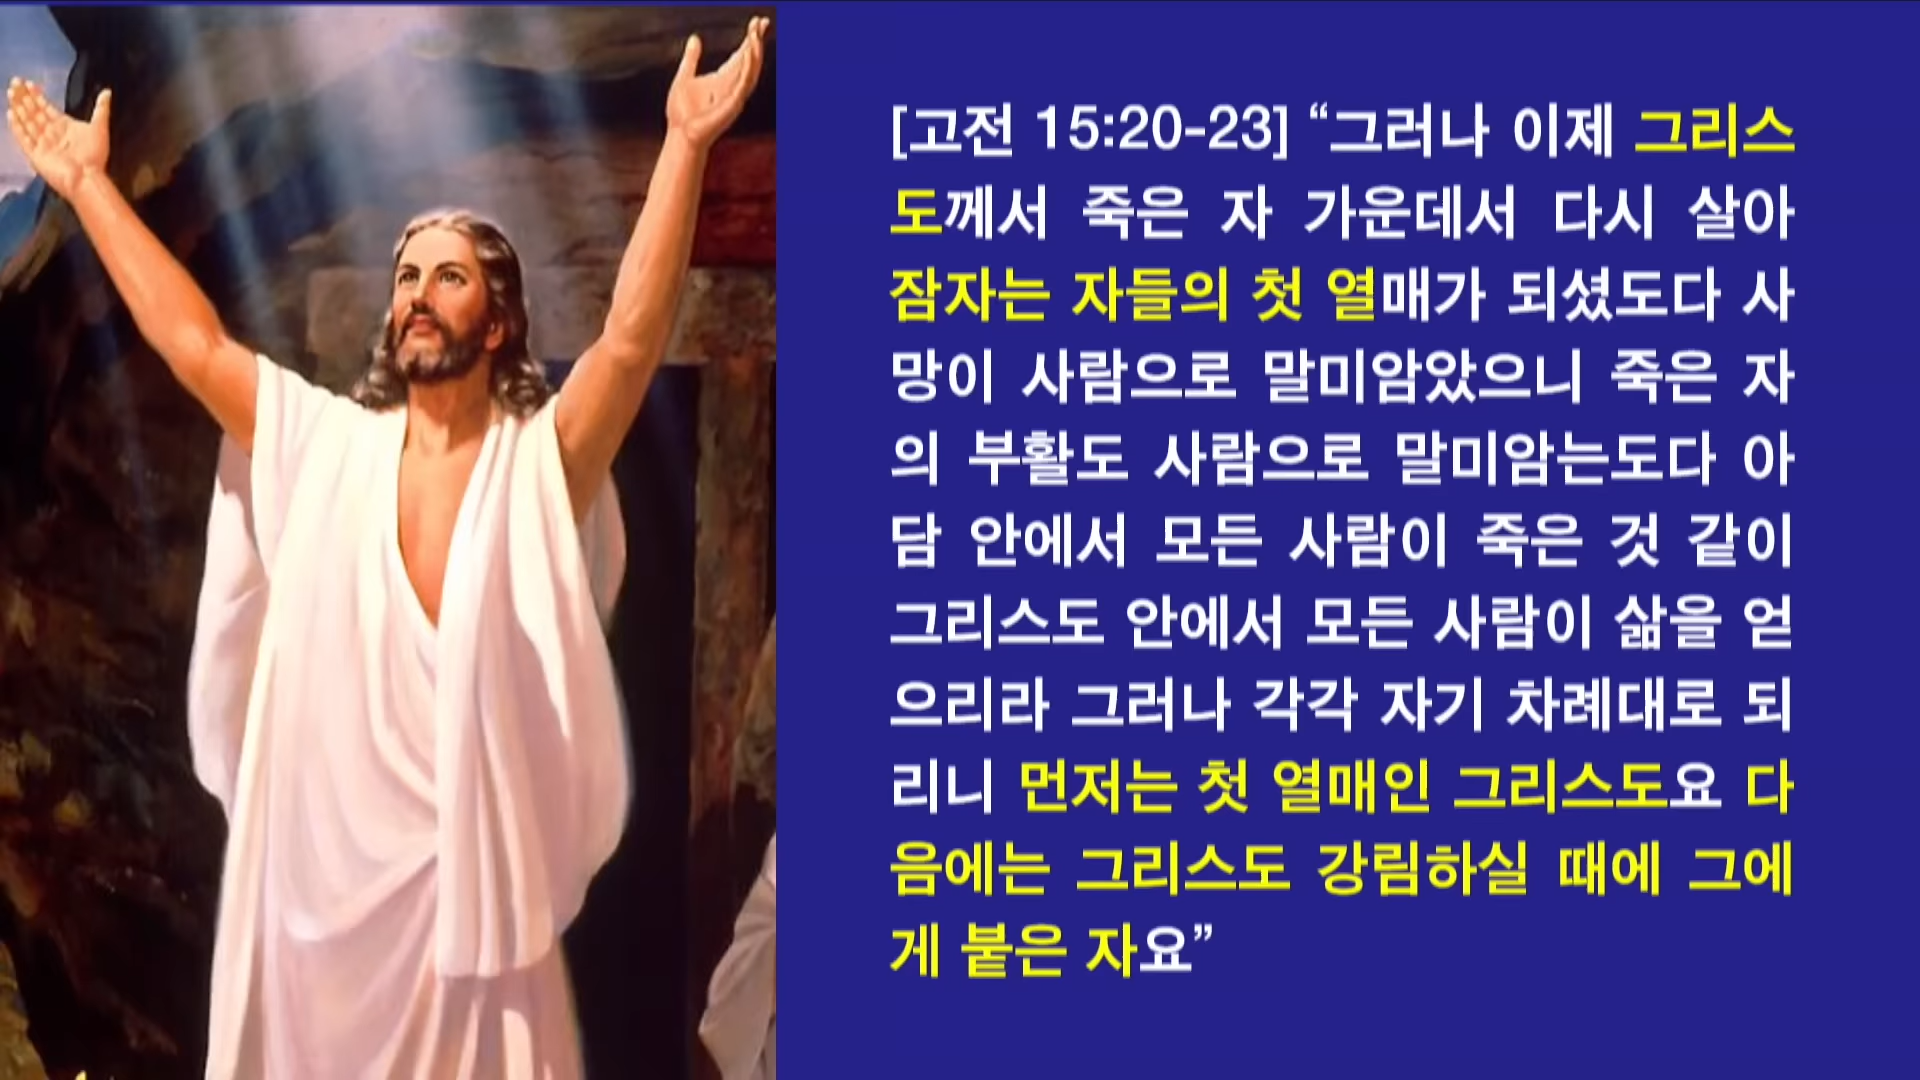 [고전 15:20-23] “그러나 이제 그리스
도께서 죽은 자 가운데서 다시 살아
잠자는 자들의 첫 열매가 되셨도다 사
망이 사람으로 말미암았으니 죽은 자
의 부활도 사람으로 말미암는도다 아
담 안에서 모든 사람이 죽은 것 같이
그리스도 안에서 모든 사람이 삶을 얻
으리라 그러나 각각 자기 차례대로 되
리니 먼저는 첫 열매인 그리스도요 다
음에는 그리스도 강림하실 때에 그에
게 붙은 자요”